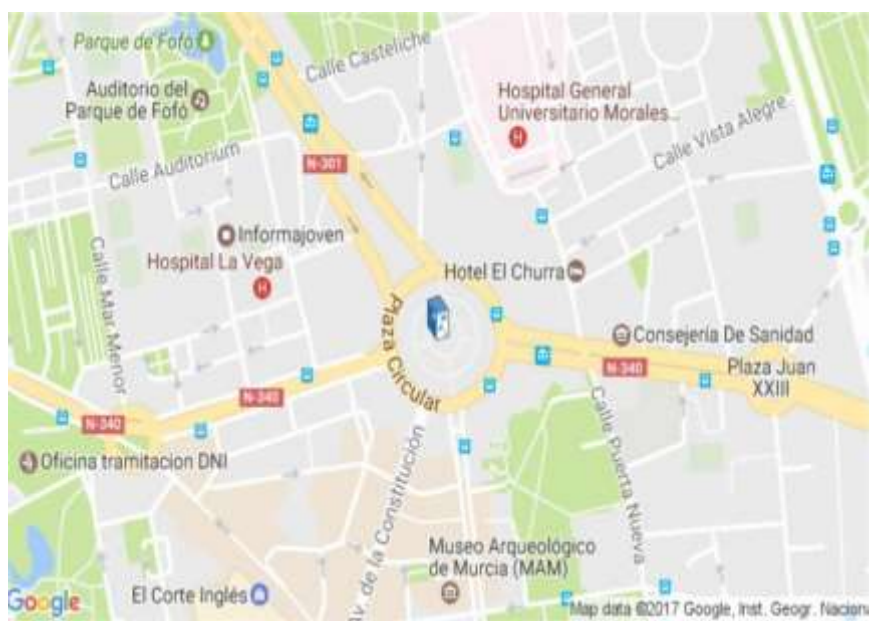 Parque de Fofó
Calle Casteliche
Auditorio del
Parque de Fofó
Hospital General
Universitario Morales...
Calle Vista Alegre
Calle Auditorium
N-301
Informajoven
Hospital La Vega
Hotel El Churra
Calle Mar Menor
Plaza Circular
Consejería De Sanidad
N-340
Plaza Juan
XXIII
N-340
N-340
Oficina tramitacion DNI
Av. de la Constitución
Calle Puerta Nueva
Museo Arqueológico
de Murcia (MAM)
El Corte Inglés
Google
Map data ©2017 Google, Inst. Geogr. Naciona